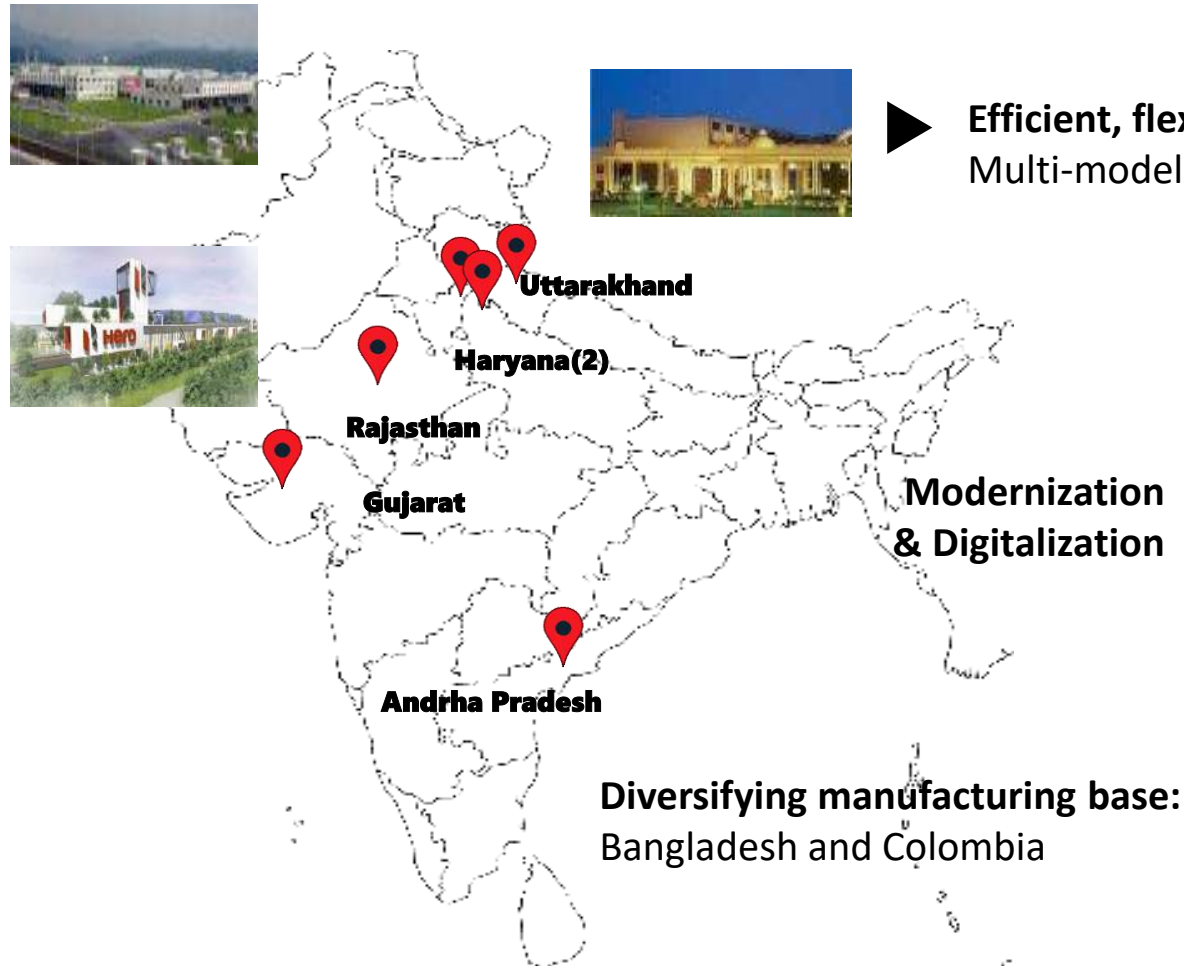 Efficient, flex
Multi-model
Hero
Uttarakhand
Haryana(2)
Rajasthan
Gujarat
Modernization
& Digitalization
Andrha Pradesh
Diversifying manufacturing base:
Bangladesh and Colombia